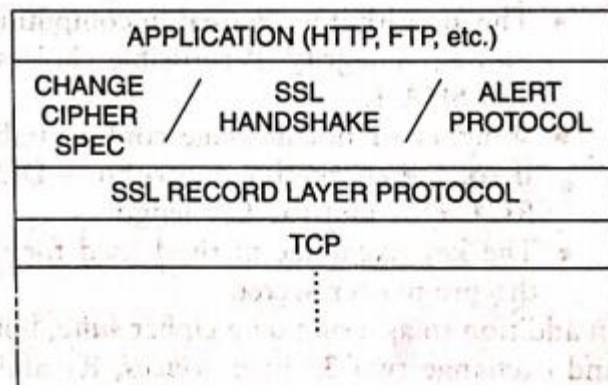 APPLICATION (HTTP, FTP, etc.)
CHANGE
CIPHER
SPEC
/
SSL
HANDSHAKE
/
ALERT
PROTOCOL
SSL RECORD LAYER PROTOCOL
TCP